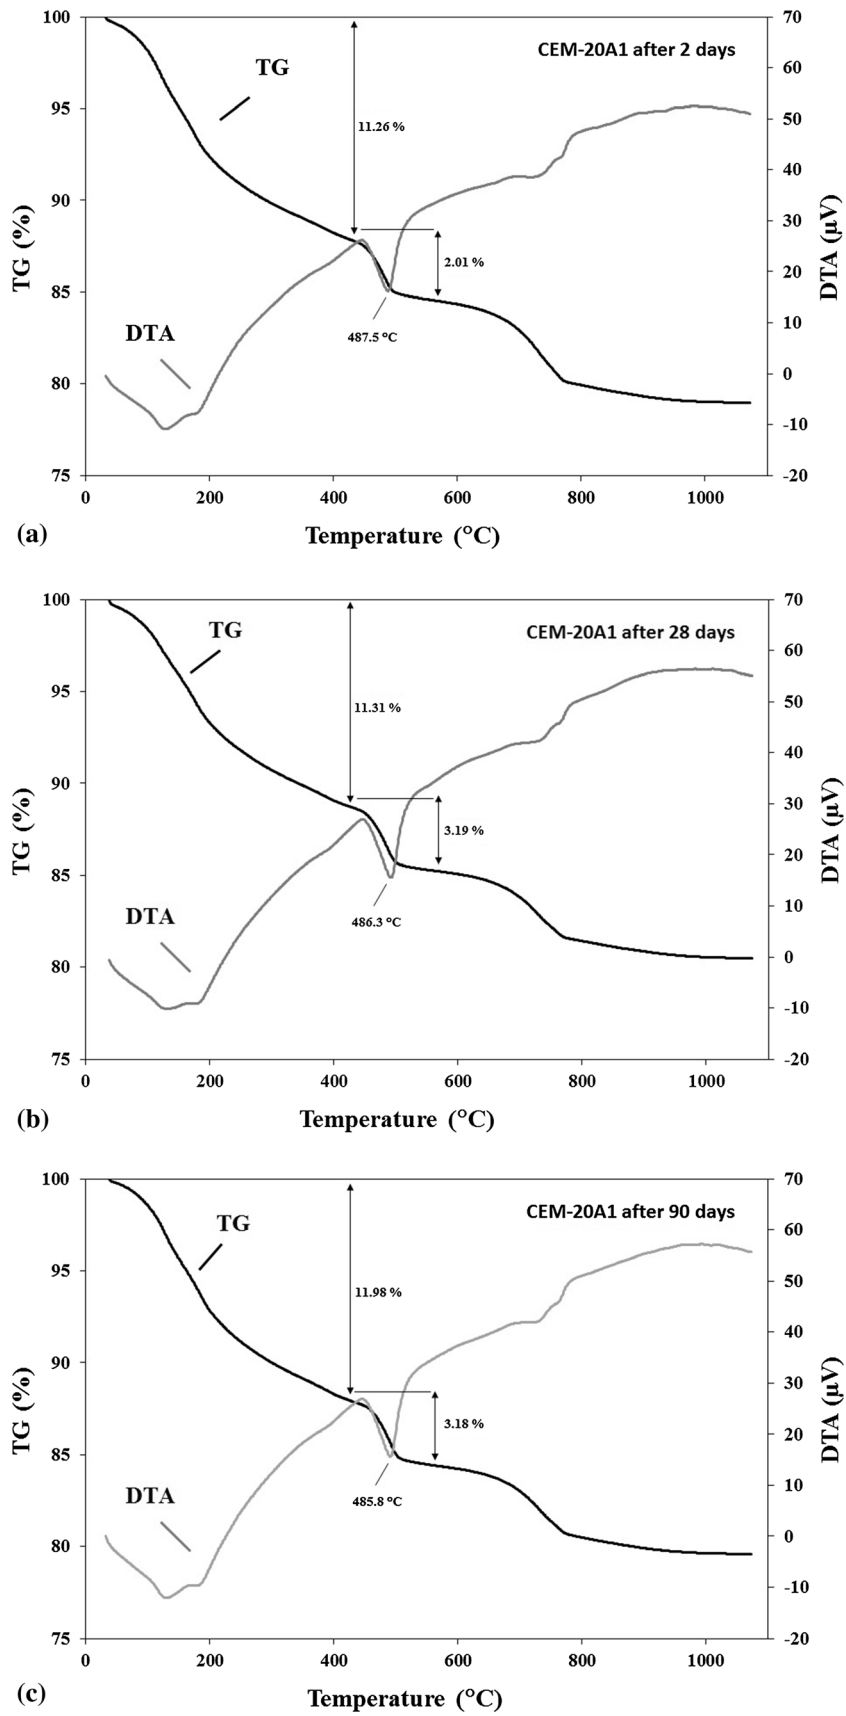 100
70
CEM-20A1 after 2 days
TG
60
95
11.26 %
50
40
90
30
TG (%)
DTA (µV)
2.01 %
20
85
487.5 ºC
10
DTA
80
0
-10
75
-20
0 200 400 600 800 1000
(a)
Temperature (°C)
100
70
CEM-20A1 after 28 days
TG
60
95
11.31 %
50
40
90
30
TG (%)
DTA (µV)
3.19 %
20
85
486.3 ºC
10
DTA
80
0
-10
75
-20
0 200 400 600 800 1000
(b)
Temperature (°C)
100
70
CEM-20A1 after 90 days
TG
60
95
11.98 %
50
40
90
30
TG (%)
DTA (µV)
3.18 %
20
85
485.8 ºC
10
DTA
80
0
-10
75
-20
0 200 400 600 800 1000
(c)
Temperature (°C)